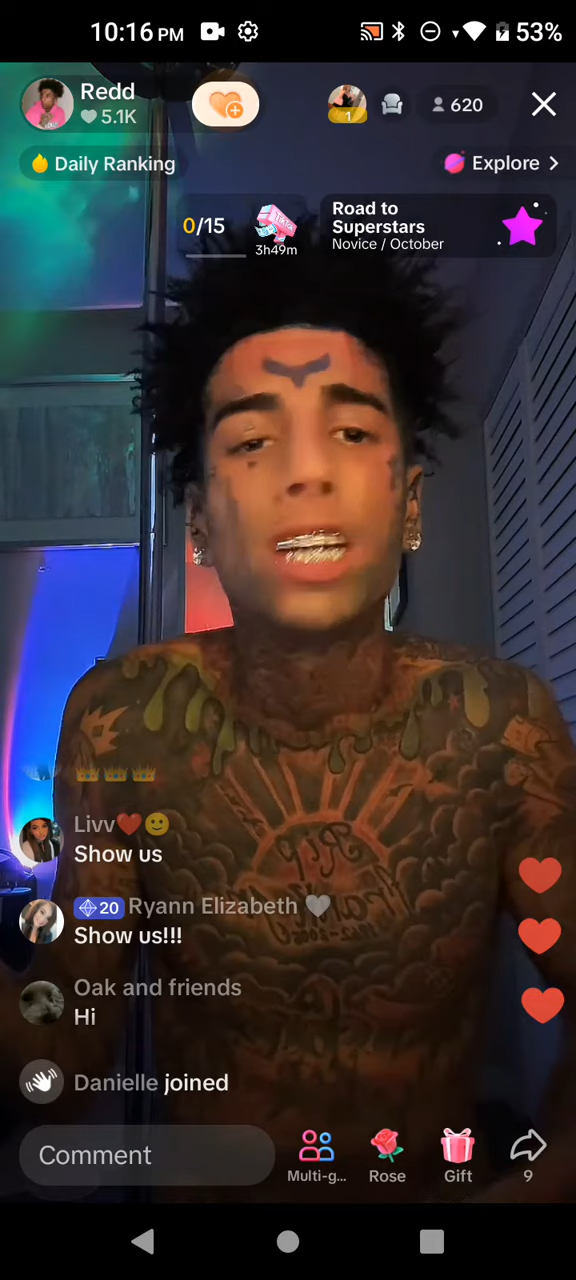 10:16 PM
53%
Redd
5.1K
1
620
Daily Ranking
Explore >
0/15
TikTok
3h49m
Road to
Superstars
Novice / October
Livv❤️🙂
Show us
20 Ryann Elizabeth 🤍
Show us!!!
Oak and friends
Hi
Danielle joined
RIP
Comment
Multi-g...
Rose
Gift
9